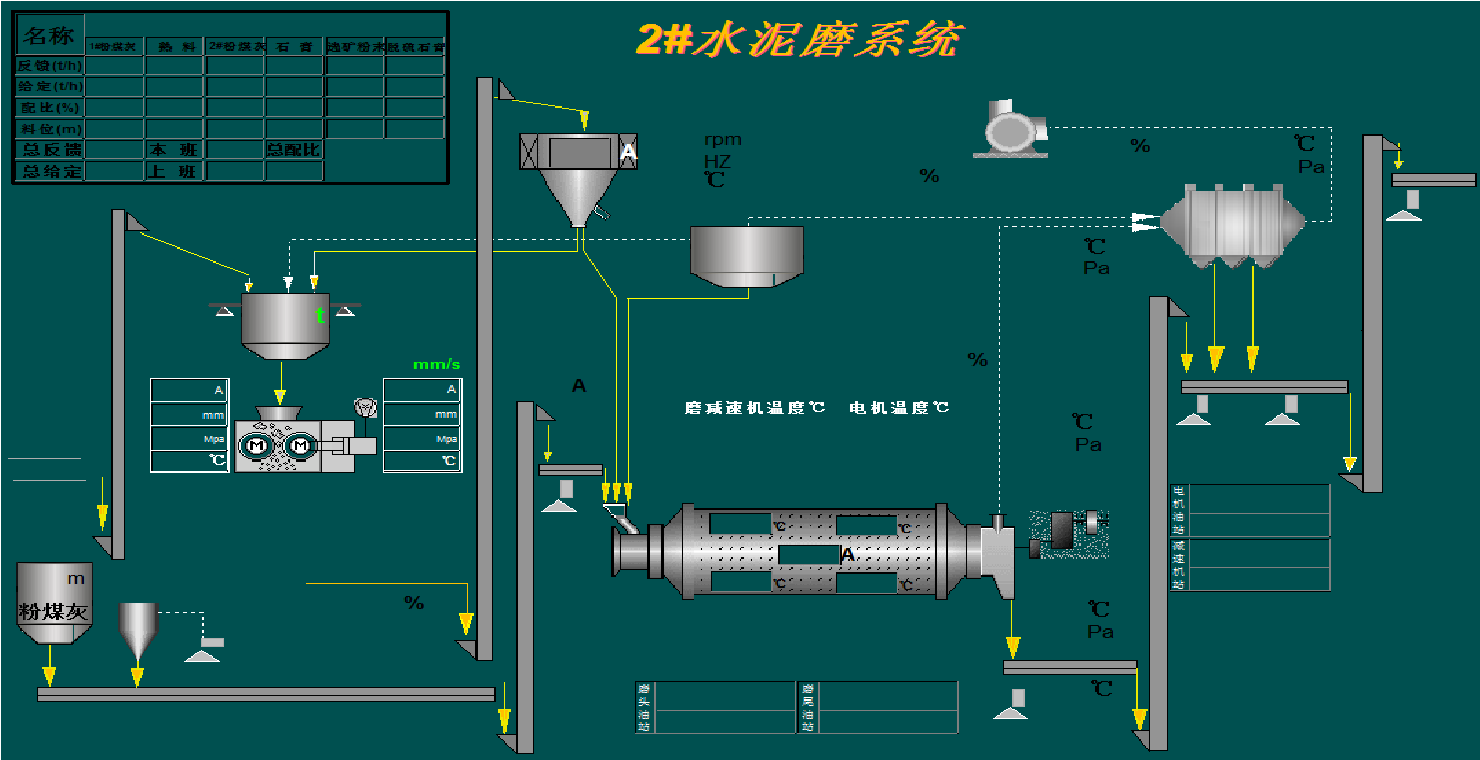 2#水泥磨系统
名称 1#粉煤灰 熟 料 2#粉煤灰 石 膏 选矿粉末 脱硫石膏
反馈(t/h)
给定(t/h)
配比(%)
料位(m)
总反馈 本 班 总配比
总给定 上 班
A
rpm
HZ
℃
%
%
℃
Pa
℃
Pa
t
mm/s
A
mm
Mpa
℃
M M
A
mm
Mpa
℃
A
%
磨减速机温度℃ 电机温度℃
℃
Pa
℃ ℃
A
℃ ℃
电机油站
减速机站
m
粉煤灰
%
℃
Pa
℃
磨头油站
磨尾油站